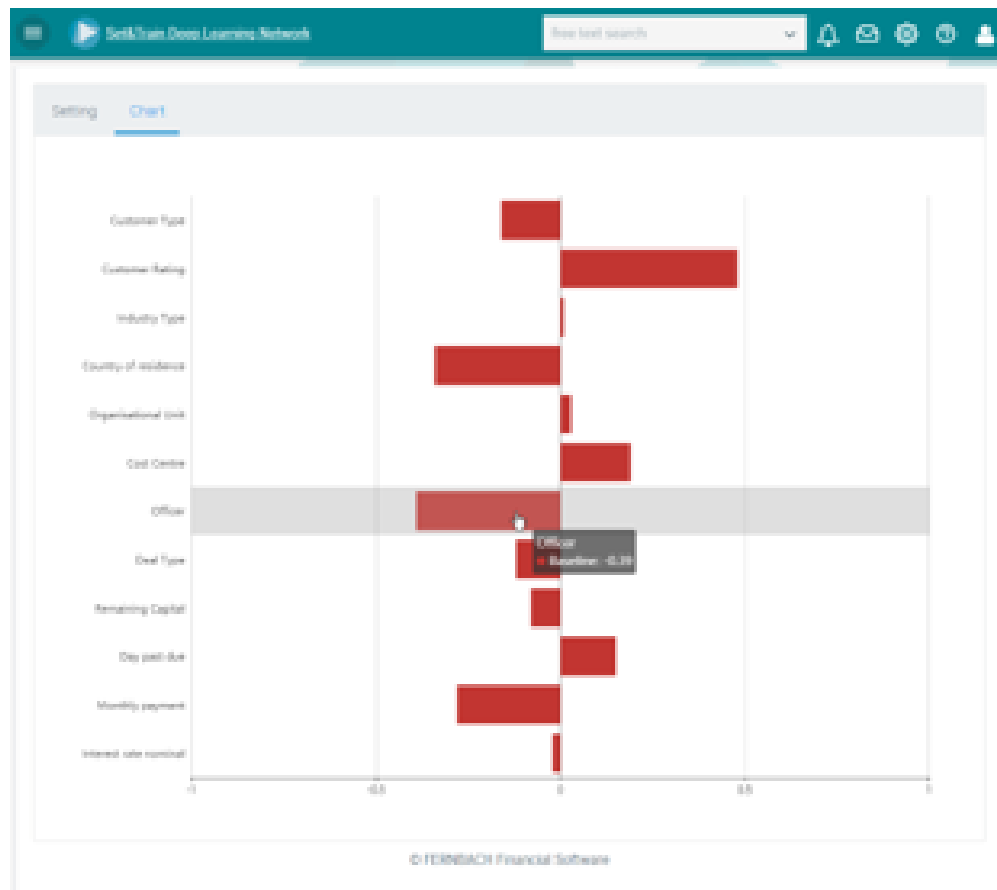 Set&Train Deep Learning Network
free text search
Setting
Chart
Customer Type
Customer Rating
Industry Type
Country of residence
Organisational Unit
Cost Centre
Officer
Officer
Baseline: -0.39
Deal Type
Remaining Capital
Day past due
Monthly payment
Interest rate nominal
-1 -0.5 0 0.5 1
© FERNBACH Financial Software